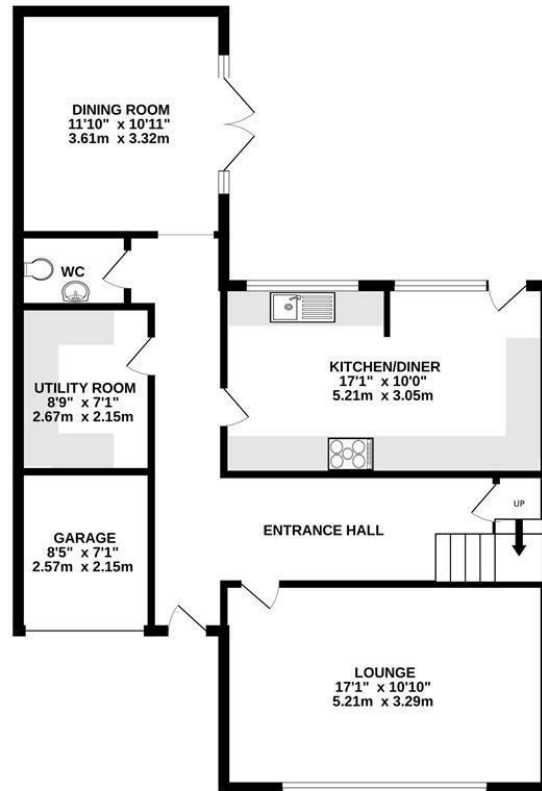 DINING ROOM
11'10" x 10'11"
3.61m x 3.32m
WC
KITCHEN/DINER
17'1" x 10'0"
5.21m x 3.05m
UTILITY ROOM
8'9" x 7'1"
2.67m x 2.15m
UP
ENTRANCE HALL
GARAGE
8'5" x 7'1"
2.57m x 2.15m
LOUNGE
17'1" x 10'10"
5.21m x 3.29m